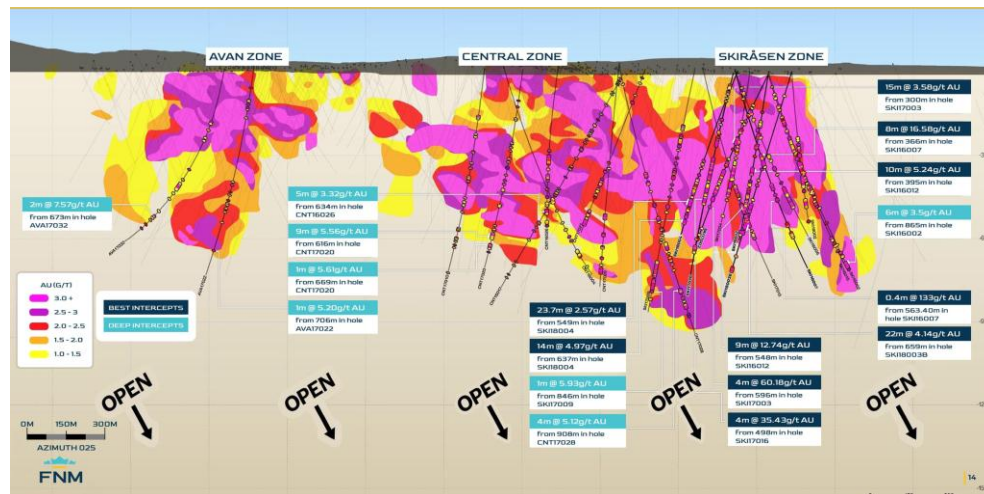 AVAN ZONE
CENTRAL ZONE
SKIRÅSEN ZONE
15m @ 3.58g/t AU
from 300m in hole
SKI17003
8m @ 16.58g/t AU
from 366m in hole
SKI16007
10m @ 5.24g/t AU
from 395m in hole
SKI16012
6m @ 3.5g/t AU
from 865m in hole
SKI16002
0.4m @ 133g/t AU
from 563.40m in
hole SKI16007
22m @ 4.14g/t AU
from 659m in hole
SKI18003B
2m @ 7.57g/t AU
from 673m in hole
AVA17032
5m @ 3.32g/t AU
from 634m in hole
CNT16026
9m @ 5.56g/t AU
from 616m in hole
CNT17020
1m @ 5.61g/t AU
from 669m in hole
CNT17020
1m @ 5.20g/t AU
from 706m in hole
AVA17022
AU (G/T)
3.0 +
2.5 - 3
2.0 - 2.5
1.5 - 2.0
1.0 - 1.5
BEST INTERCEPTS
DEEP INTERCEPTS
23.7m @ 2.57g/t AU
from 549m in hole
SKI18004
14m @ 4.97g/t AU
from 637m in hole
SKI18004
1m @ 5.93g/t AU
from 846m in hole
SKI17009
4m @ 5.12g/t AU
from 908m in hole
CNT17028
9m @ 12.74g/t AU
from 548m in hole
SKI16012
4m @ 60.18g/t AU
from 596m in hole
SKI17003
4m @ 35.43g/t AU
from 498m in hole
SKI17016
OPEN
OPEN
OPEN
OPEN
OPEN
0M 150M 300M
AZIMUTH 025
FNM
14